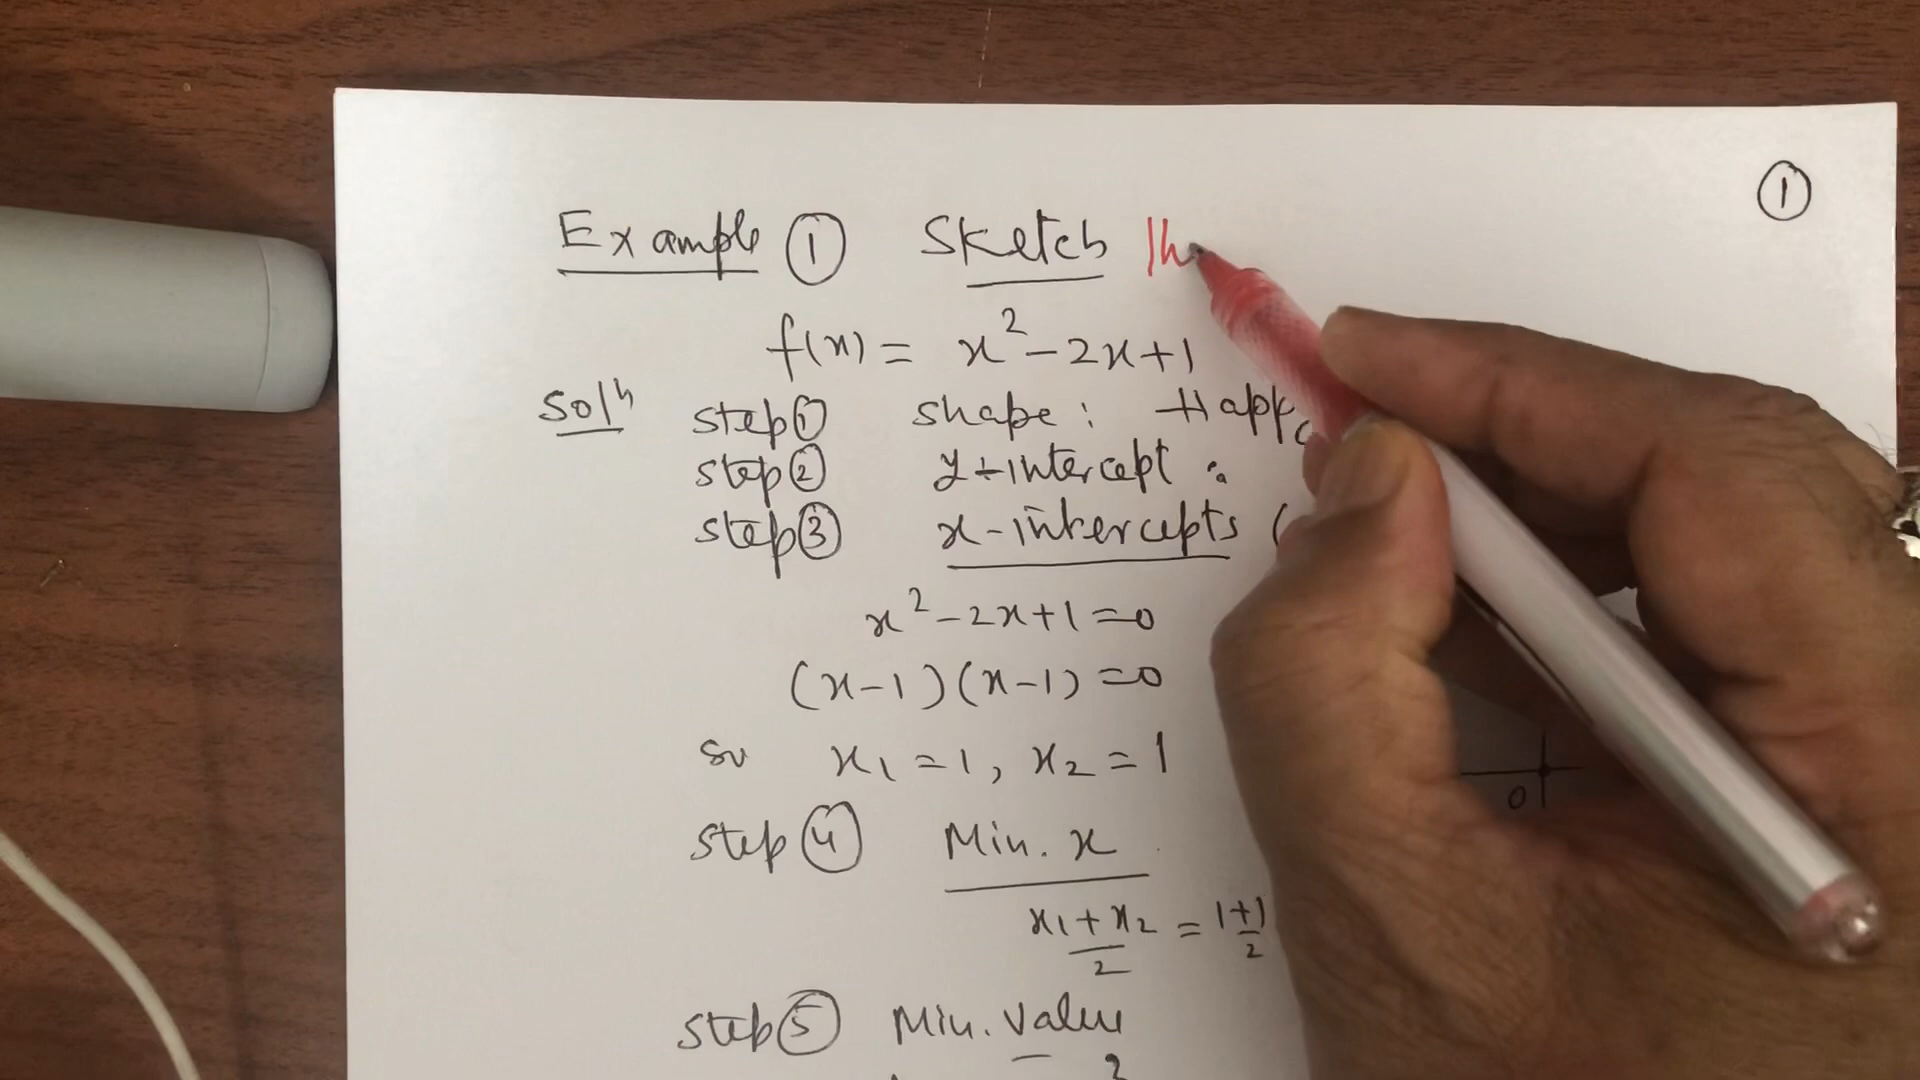 ①
Example ① Sketch
f(x) = x² - 2x + 1
Solⁿ step① shape:
step② y-intercept :
step③ x-intercepts (
x² - 2x + 1 = 0
(x-1)(x-1) = 0
so x₁ = 1, x₂ = 1
0
step④ Min. x
x₁+x₂/2 = 1+1/2
step⑤ Min. Value
2